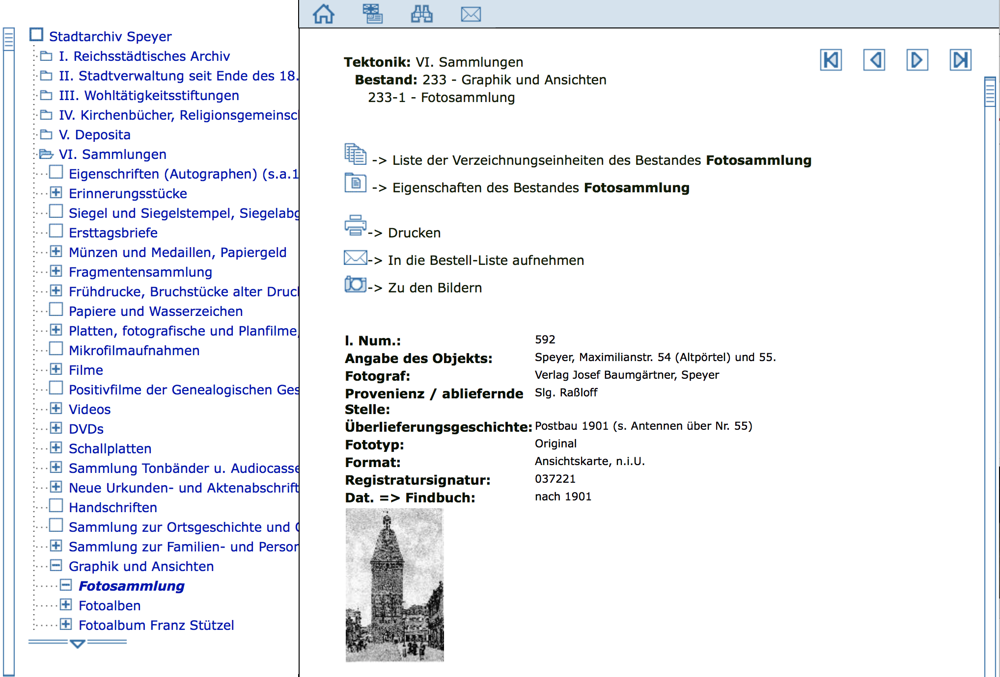 Stadtarchiv Speyer
I. Reichsstädtisches Archiv
II. Stadtverwaltung seit Ende des 18.
III. Wohltätigkeitsstiftungen
IV. Kirchenbücher, Religionsgemeinsc
V. Deposita
VI. Sammlungen
Eigenschriften (Autographen) (s.a.1
Erinnerungsstücke
Siegel und Siegelstempel, Siegelabg
Ersttagsbriefe
Münzen und Medaillen, Papiergeld
Fragmentensammlung
Frühdrucke, Bruchstücke alter Druc
Papiere und Wasserzeichen
Platten, fotografische und Planfilme,
Mikrofilmaufnahmen
Filme
Positivfilme der Genealogischen Ges
Videos
DVDs
Schallplatten
Sammlung Tonbänder u. Audiocasse
Neue Urkunden- und Aktenabschrift
Handschriften
Sammlung zur Ortsgeschichte und
Sammlung zur Familien- und Person
Graphik und Ansichten
Fotosammlung
Fotoalben
Fotoalbum Franz Stützel
Tektonik: VI. Sammlungen
Bestand: 233 - Graphik und Ansichten
233-1 - Fotosammlung
-> Liste der Verzeichnungseinheiten des Bestandes Fotosammlung
-> Eigenschaften des Bestandes Fotosammlung
-> Drucken
-> In die Bestell-Liste aufnehmen
-> Zu den Bildern
l. Num.: 592
Angabe des Objekts: Speyer, Maximilianstr. 54 (Altpörtel) und 55.
Fotograf: Verlag Josef Baumgärtner, Speyer
Provenienz / abliefernde Slg. Raßloff
Stelle:
Überlieferungsgeschichte: Postbau 1901 (s. Antennen über Nr. 55)
Fototyp: Original
Format: Ansichtskarte, n.i.U.
Registratursignatur: 037221
Dat. => Findbuch: nach 1901